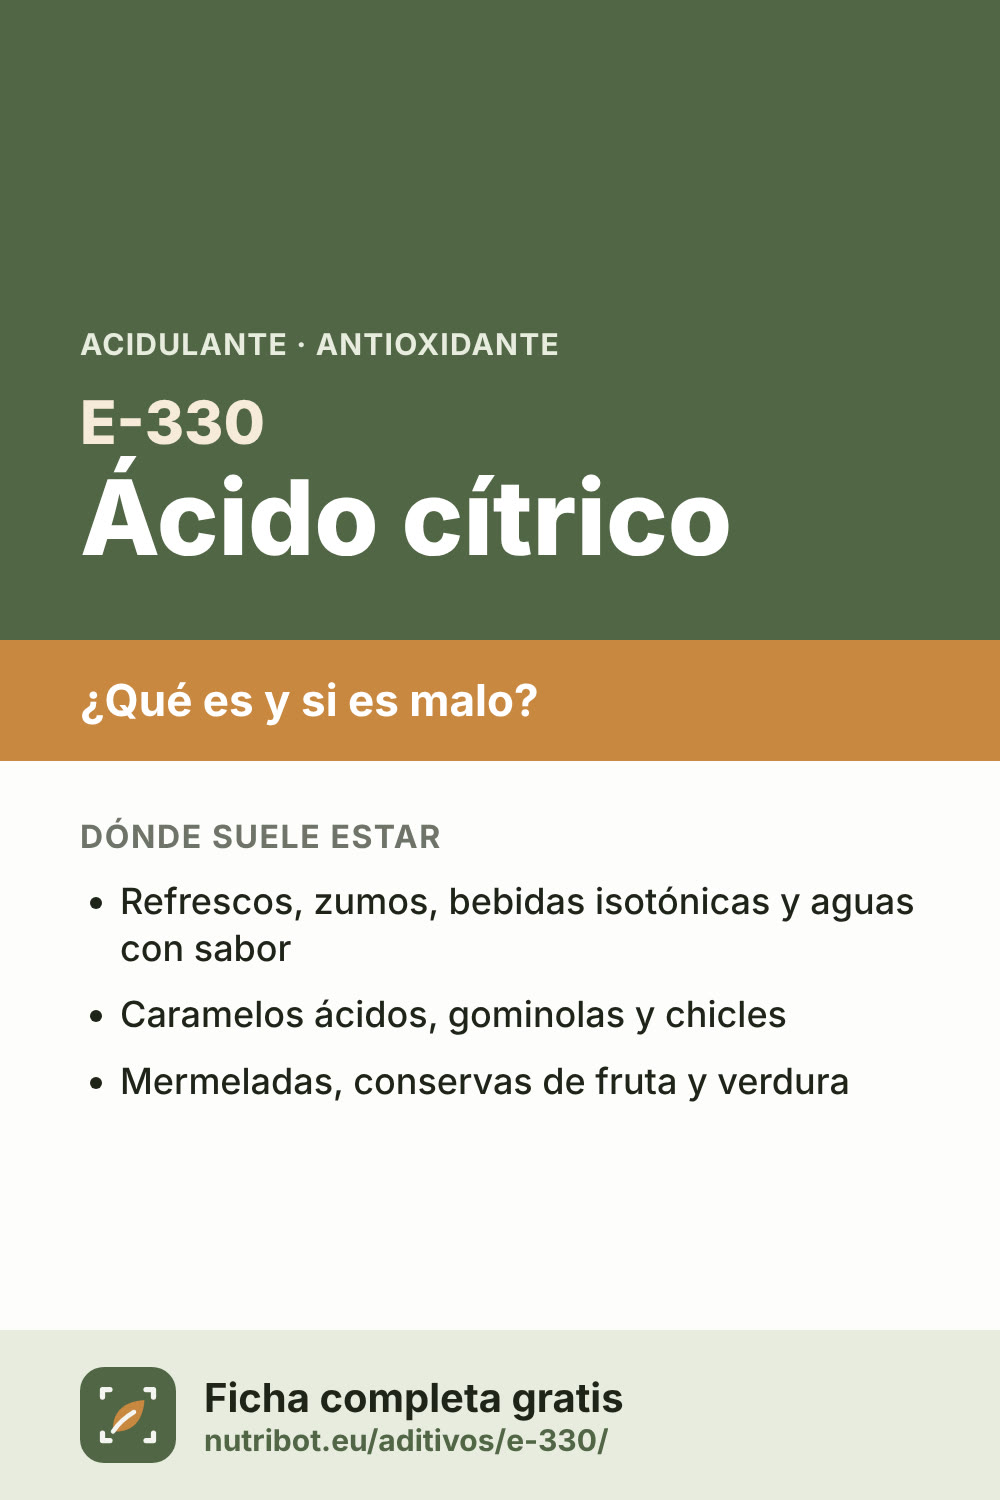 ACIDULANTE · ANTIOXIDANTE
E-330
Ácido cítrico
¿Qué es y si es malo?
DÓNDE SUELE ESTAR
• Refrescos, zumos, bebidas isotónicas y aguas
con sabor
• Caramelos ácidos, gominolas y chicles
• Mermeladas, conservas de fruta y verdura
Ficha completa gratis
nutribot.eu/aditivos/e-330/